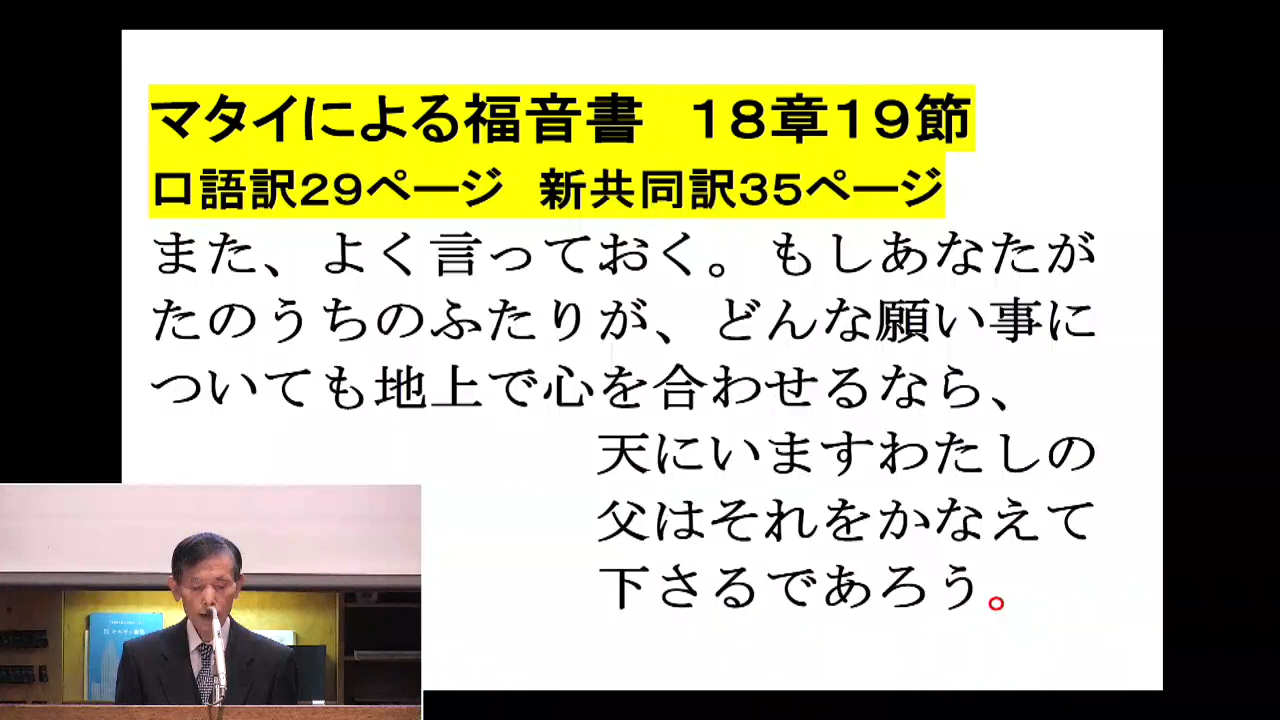 マタイによる福音書　１８章１９節
口語訳２９ページ　新共同訳３５ページ
また、よく言っておく。もしあなたが
たのうちのふたりが、どんな願い事に
ついても地上で心を合わせるなら、
天にいますわたしの
父はそれをかなえて
下さるであろう。